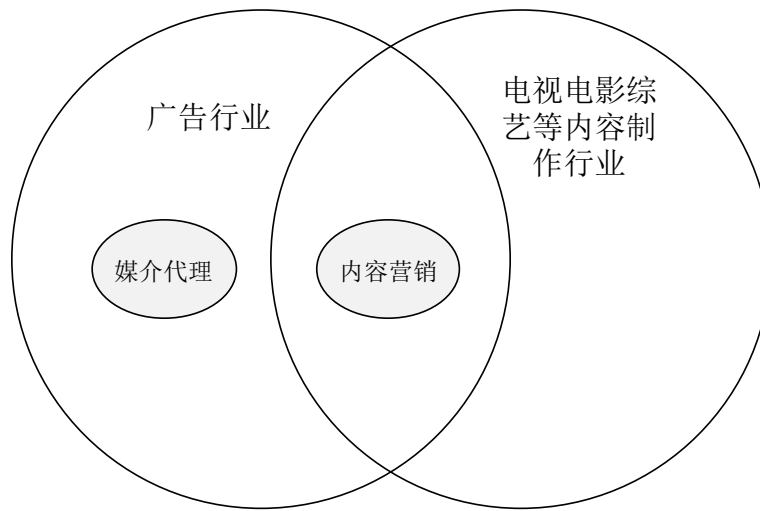 广告行业
电视电影综
艺等内容制
作行业
媒介代理
内容营销